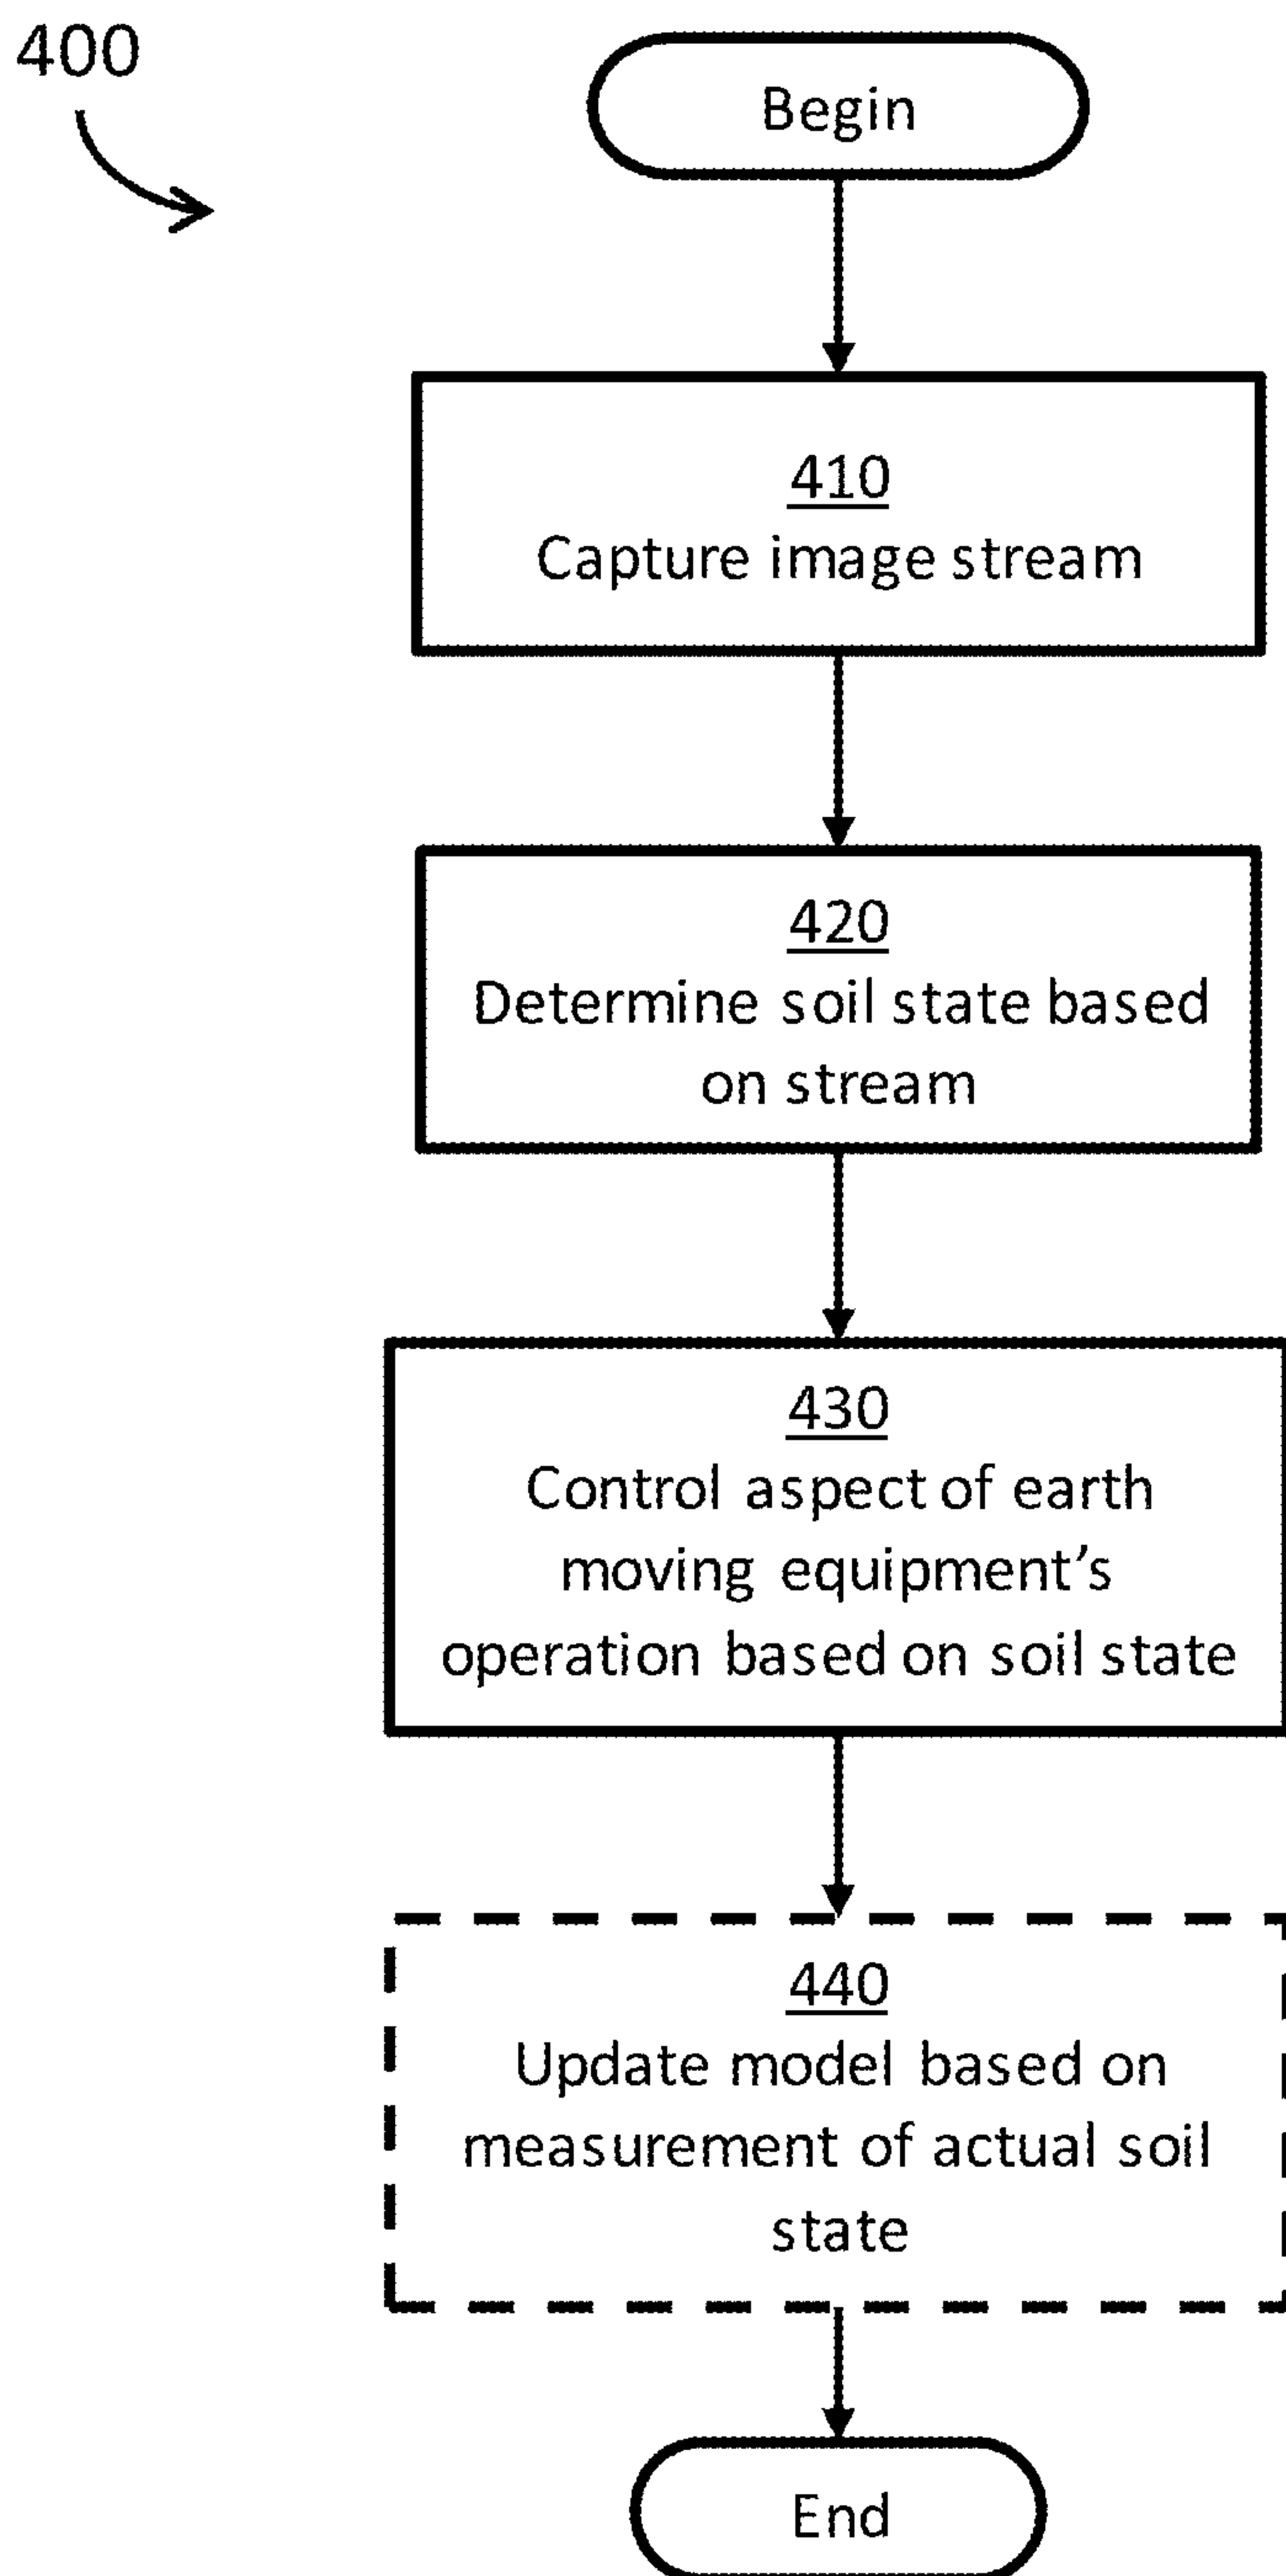 400
Begin
410
Capture image stream
420
Determine soil state based
on stream
430
Control aspect of earth
moving equipment’s
operation based on soil state
440
Update model based on
measurement of actual soil
state
End